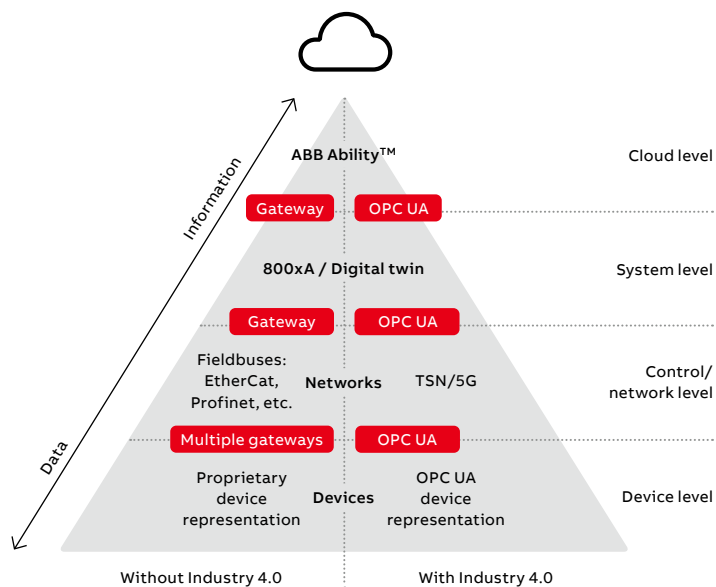 ABB Ability™
Cloud level
Information
Gateway
OPC UA
800xA / Digital twin
System level
Gateway
OPC UA
Fieldbuses:
EtherCat,
Profinet, etc.
Networks
TSN/5G
Control/
network level
Data
Multiple gateways
OPC UA
Proprietary
device
representation
Devices
OPC UA
device
representation
Device level
Without Industry 4.0
With Industry 4.0